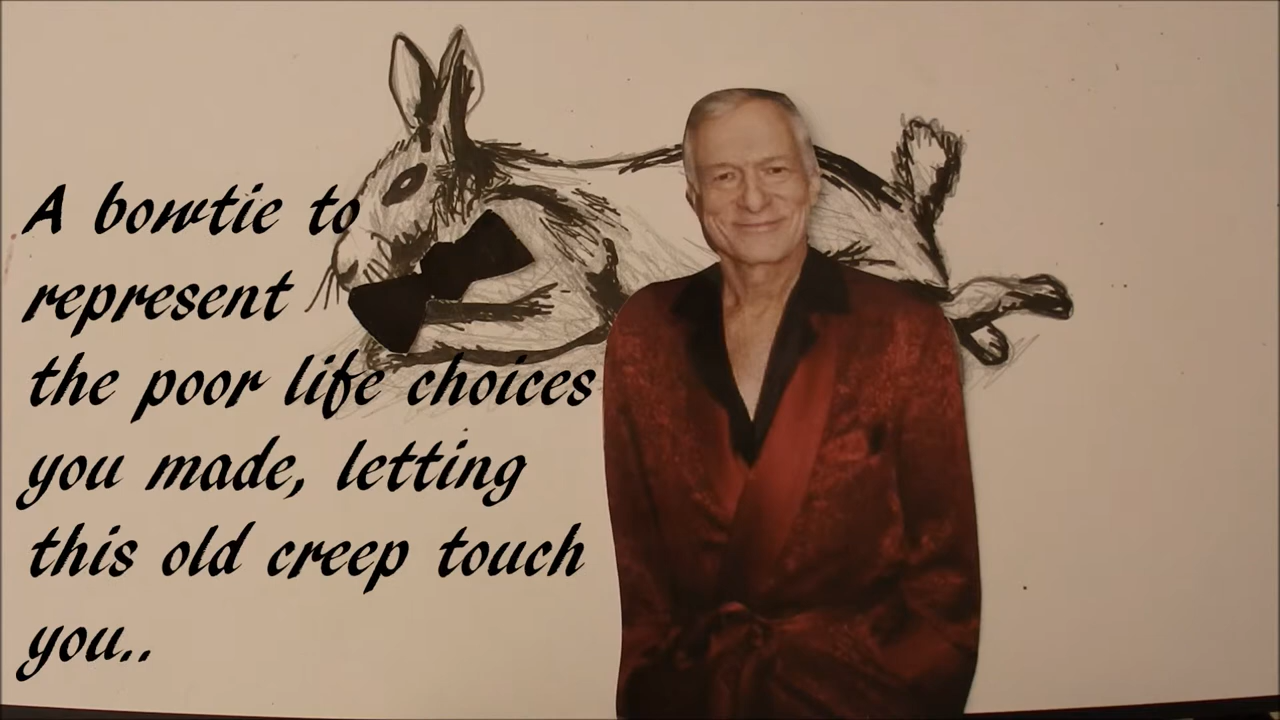 A bowtie to
represent
the poor life choices
you made, letting
this old creep touch
you..